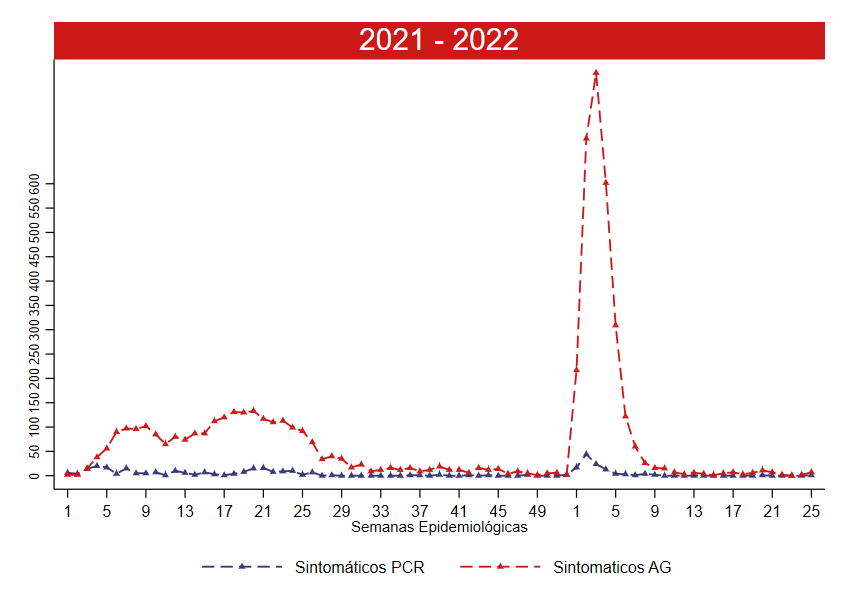 2021 - 2022
0 50 100 150 200 250 300 350 400 450 500 550 600
1 5 9 13 17 21 25 29 33 37 41 45 49 1 5 9 13 17 21 25
Semanas Epidemiológicas
Sintomáticos PCR Sintomaticos AG